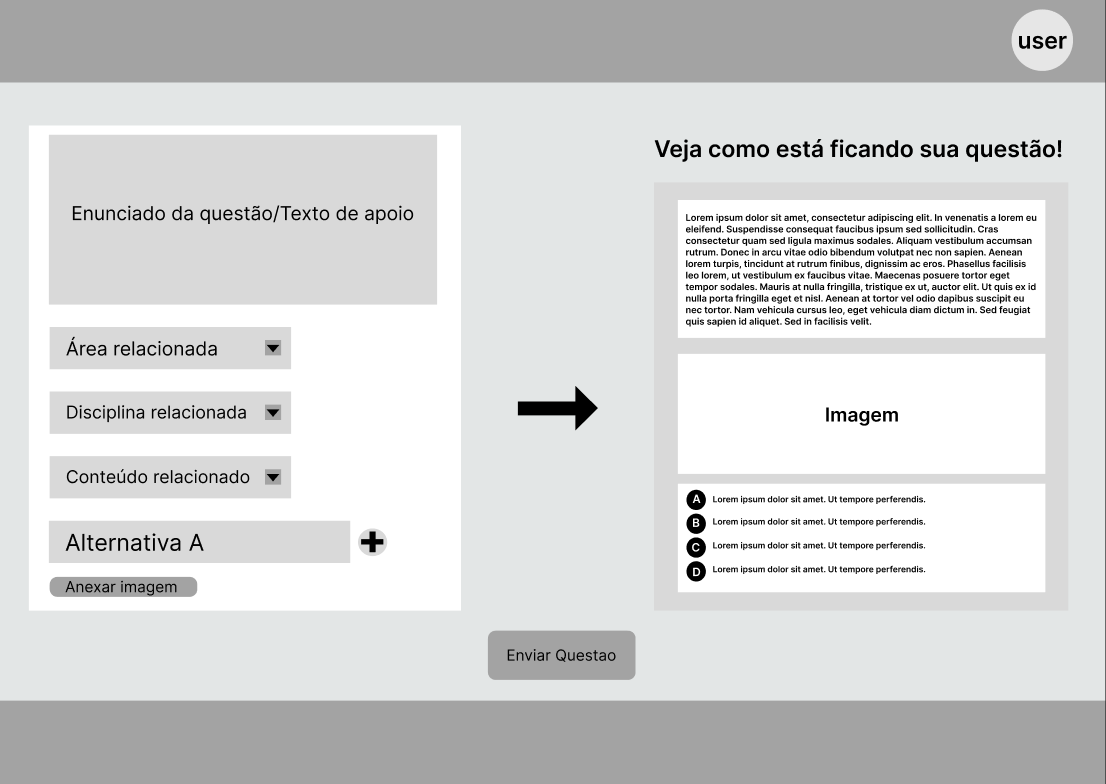 user
Enunciado da questão/Texto de apoio
Área relacionada
Disciplina relacionada
Conteúdo relacionado
Alternativa A
Anexar imagem
Veja como está ficando sua questão!
Lorem ipsum dolor sit amet, consectetur adipiscing elit. In venenatis a lorem eu
eleifend. Suspendisse consequat faucibus ipsum sed sollicitudin. Cras
consectetur quam sed ligula maximus sodales. Aliquam vestibulum accumsan
rutrum. Donec in arcu vitae odio bibendum volutpat nec non sapien. Aenean
lorem turpis, tincidunt at rutrum finibus, dignissim ac eros. Phasellus facilisis
leo lorem, ut vestibulum ex faucibus vitae. Maecenas posuere tortor eget
tempor sodales. Mauris at nulla fringilla, tristique ex ut, auctor elit. Ut quis ex id
nulla porta fringilla eget et nisl. Aenean at tortor vel odio dapibus suscipit eu
nec tortor. Nam vehicula cursus leo, eget vehicula diam dictum in. Sed feugiat
quis sapien id aliquet. Sed in facilisis velit.
Imagem
A Lorem ipsum dolor sit amet. Ut tempore perferendis.
B Lorem ipsum dolor sit amet. Ut tempore perferendis.
C Lorem ipsum dolor sit amet. Ut tempore perferendis.
D Lorem ipsum dolor sit amet. Ut tempore perferendis.
Enviar Questao